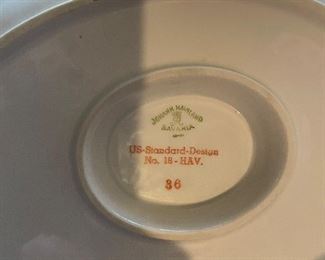 JOHANN HAVILAND
BAVARIA
US-Standard-Design
No. 18-HAV.
36